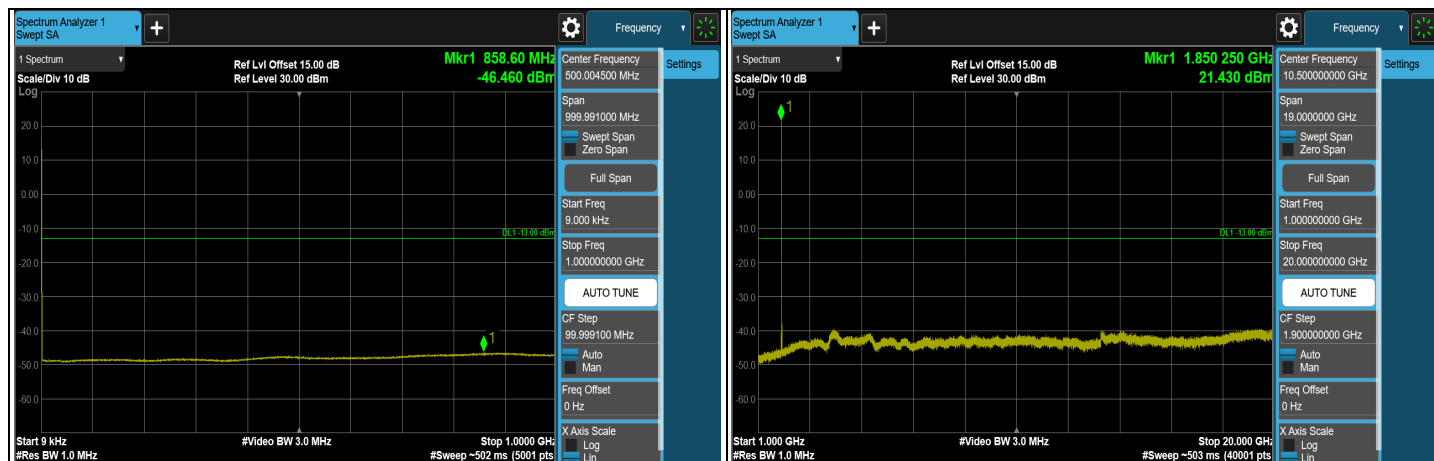 Spectrum Analyzer 1
Swept SA
+
Frequency
1 Spectrum
Scale/Div 10 dB
Log
Ref Lvl Offset 15.00 dB
Ref Level 30.00 dBm
Mkr1 858.60 MHz
-46.460 dBm
1
20.0
10.0
0.00
-10.0
-20.0
-30.0
-40.0
-50.0
-60.0
DL1 -13.00 dBm
Start 9 kHz
#Res BW 1.0 MHz
#Video BW 3.0 MHz
Stop 1.0000 GHz
#Sweep ~502 ms (5001 pts
Center Frequency
500.004500 MHz
Span
999.991000 MHz
Swept Span
Zero Span
Full Span
Start Freq
9.000 kHz
Stop Freq
1.000000000 GHz
AUTO TUNE
CF Step
99.999100 MHz
Auto
Man
Freq Offset
0 Hz
X Axis Scale
Log
Lin
Settings
Spectrum Analyzer 1
Swept SA
+
Frequency
1 Spectrum
Scale/Div 10 dB
Log
Ref Lvl Offset 15.00 dB
Ref Level 30.00 dBm
Mkr1 1.850 250 GHz
21.430 dBm
1
20.0
10.0
0.00
-10.0
-20.0
-30.0
-40.0
-50.0
-60.0
DL1 -13.00 dBm
Start 1.000 GHz
#Res BW 1.0 MHz
#Video BW 3.0 MHz
Stop 20.000 GHz
#Sweep ~503 ms (40001 pts
Center Frequency
10.500000000 GHz
Span
19.0000000 GHz
Swept Span
Zero Span
Full Span
Start Freq
1.000000000 GHz
Stop Freq
20.000000000 GHz
AUTO TUNE
CF Step
1.900000000 GHz
Auto
Man
Freq Offset
0 Hz
X Axis Scale
Log
Lin
Settings